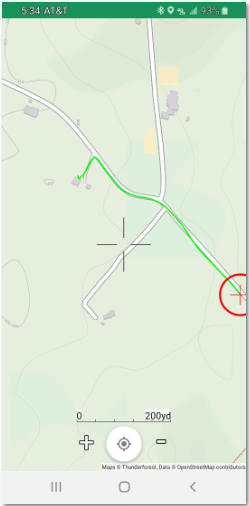 5:34 AT&T 93%
0 200yd
Maps © Thunderforest, Data © OpenStreetMap contributors